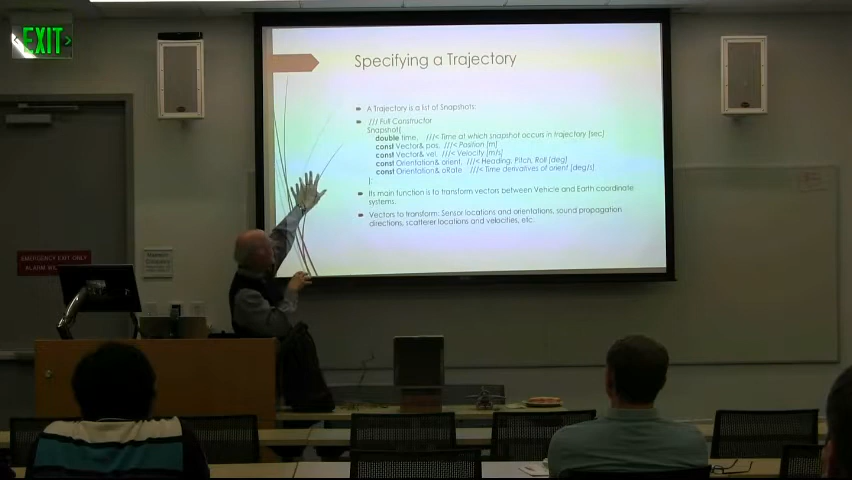 EXIT
Specifying a Trajectory
A Trajectory is a list of Snapshots:
/// Full Constructor
Snapshot(
double time, ///< Time at which snapshot occurs in trajectory [sec]
const Vector& pos, ///< Position [m]
const Vector& vel, ///< Velocity [m/s]
const Orientation& orient, ///< Heading, Pitch, Roll [deg]
const Orientation& oRate ///< Time derivatives of orient [deg/s]
);
Its main function is to transform vectors between Vehicle and Earth coordinate
systems.
Vectors to transform: Sensor locations and orientations, sound propagation
directions, scatterer locations and velocities, etc.
EMERGENCY EXIT ONLY
ALARM